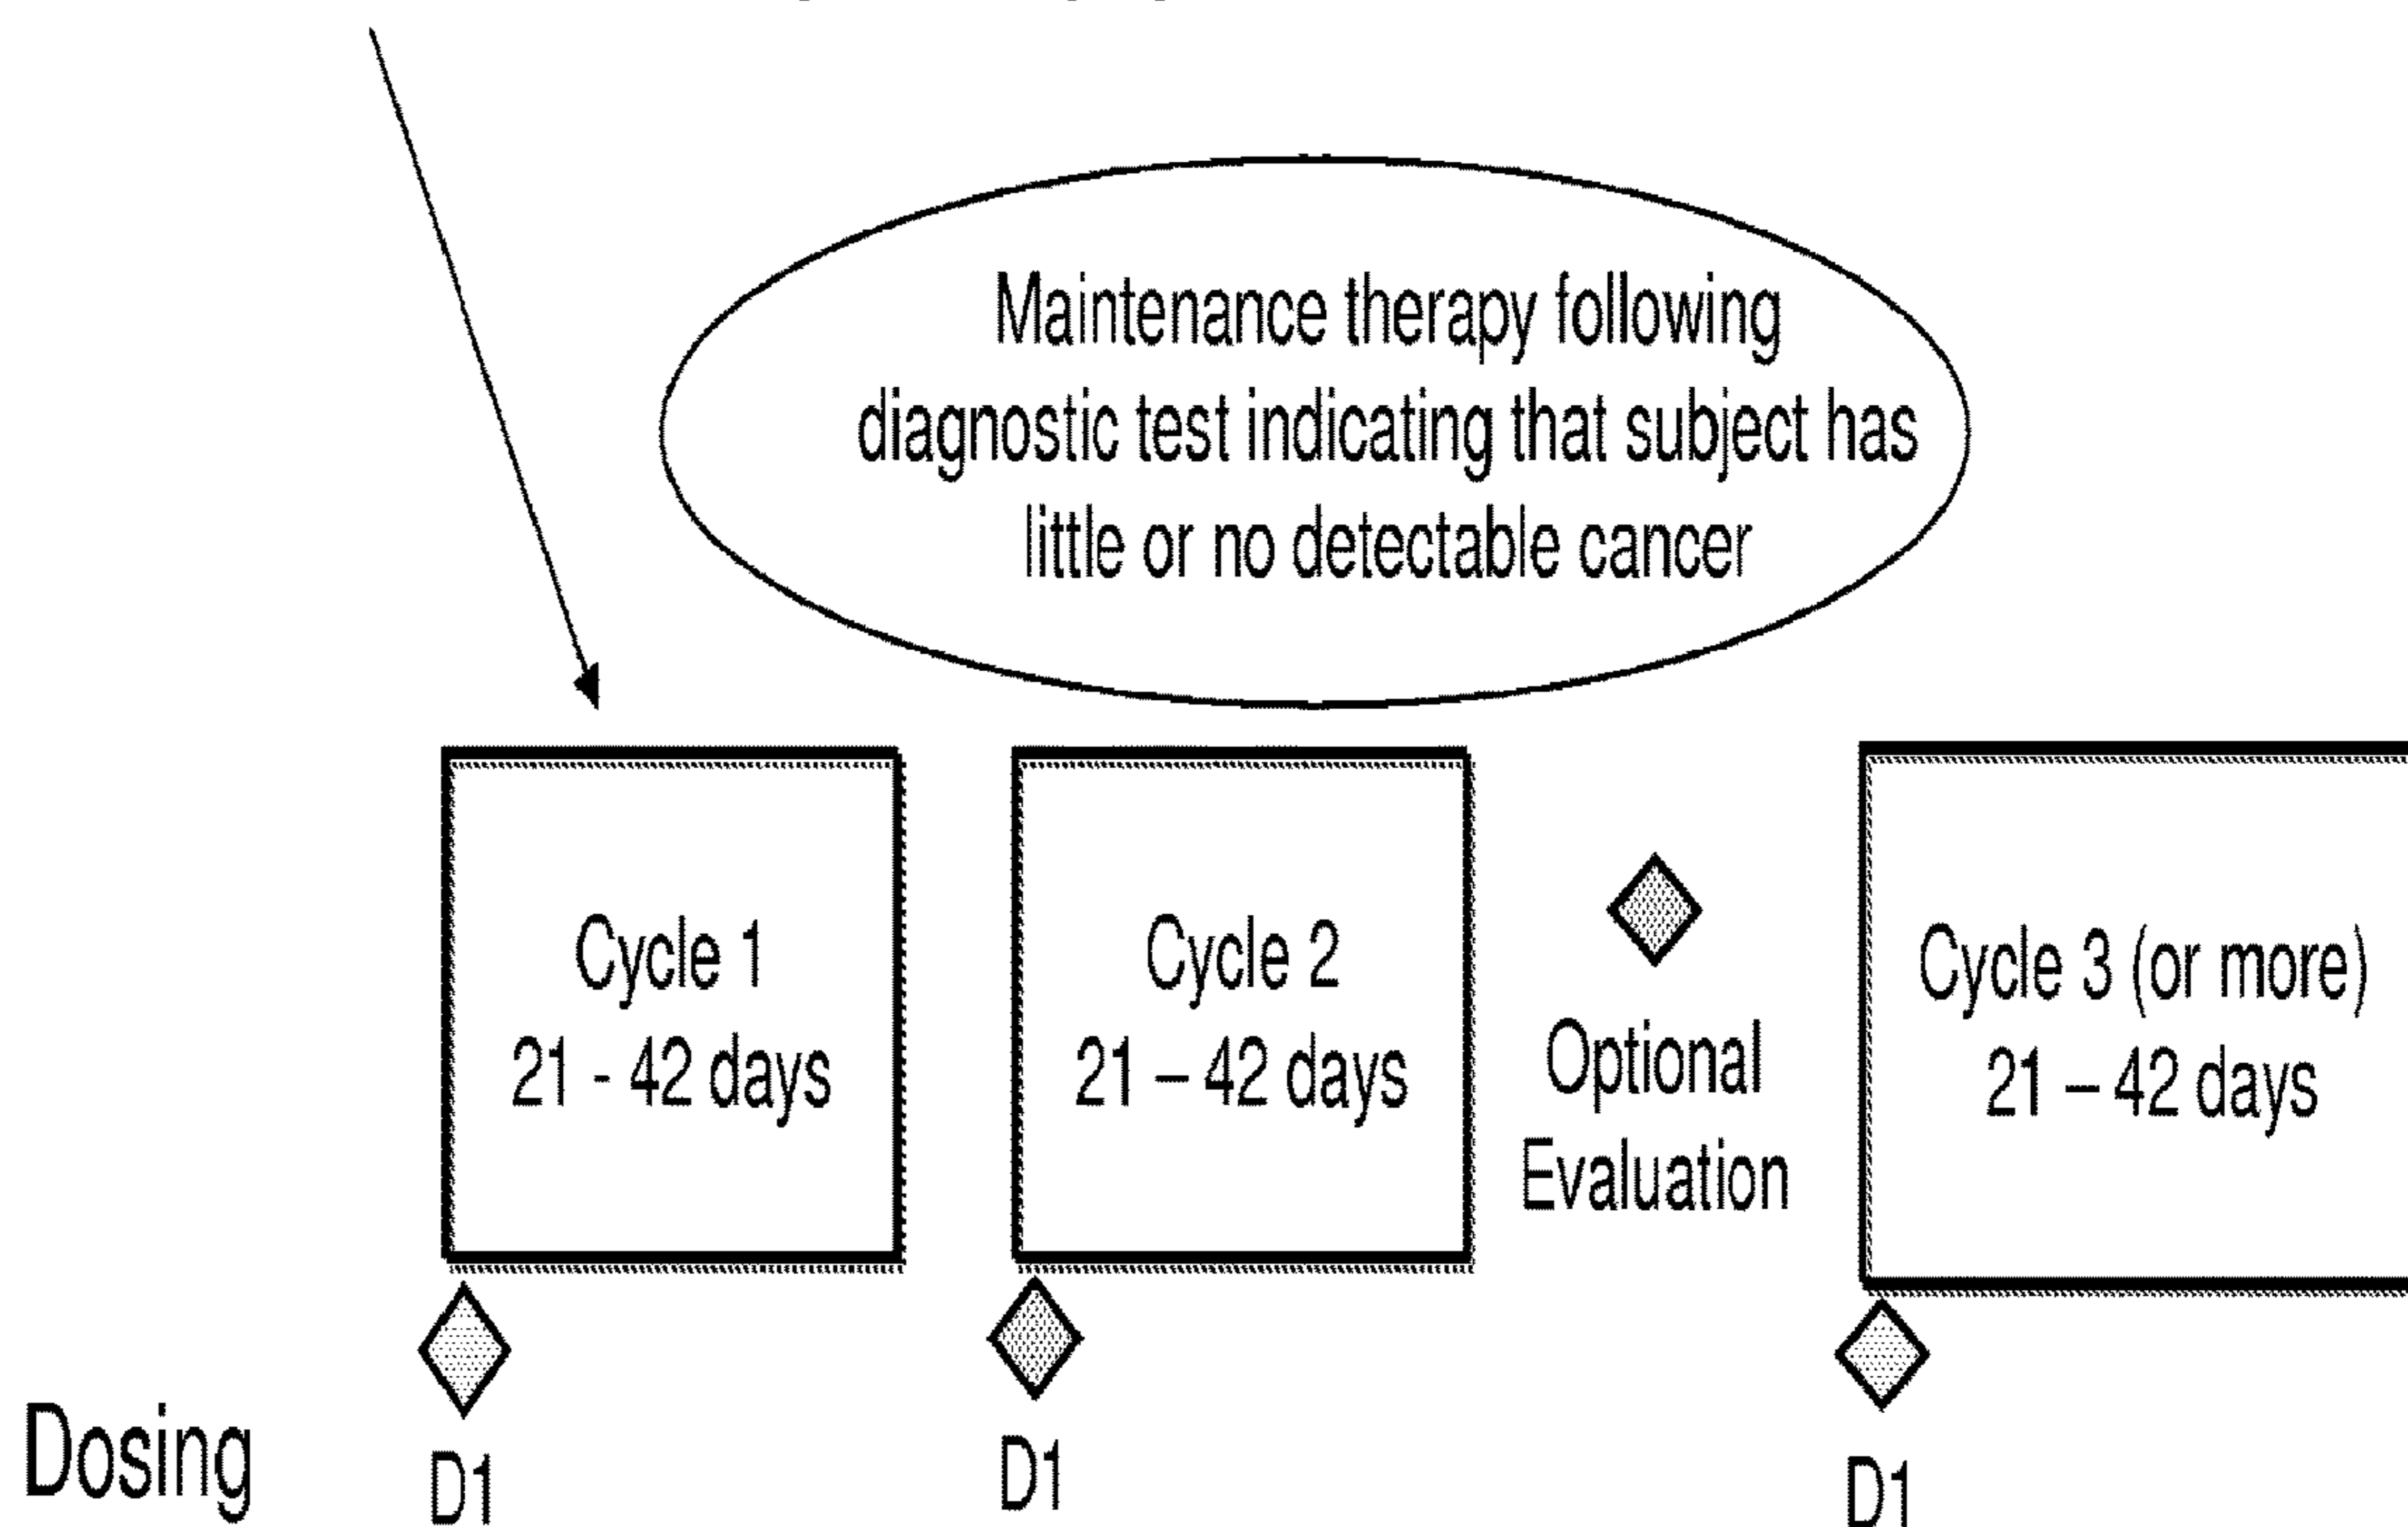 Maintenance therapy following
diagnostic test indicating that subject has
little or no detectable cancer
Cycle 1
21 - 42 days
Cycle 2
21 – 42 days
Optional
Evaluation
Cycle 3 (or more)
21 – 42 days
Dosing
D1
D1
D1